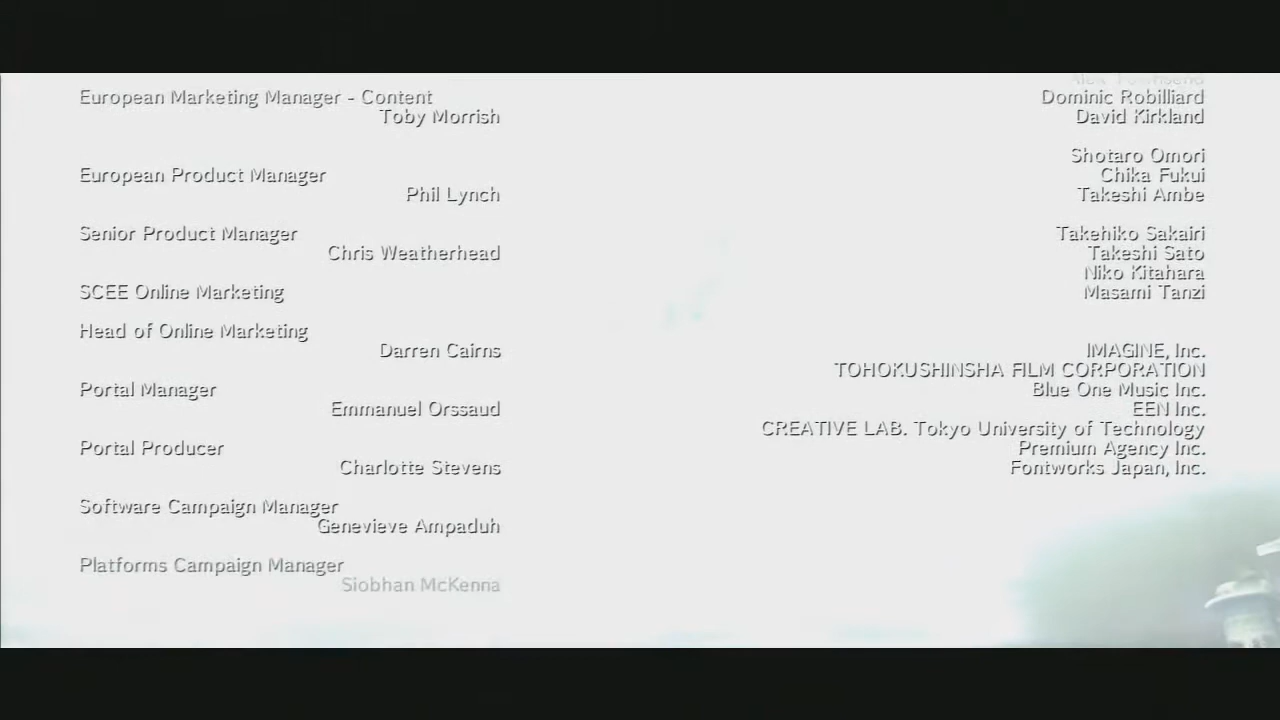 European Marketing Manager - Content
Toby Morrish
European Product Manager
Phil Lynch
Senior Product Manager
Chris Weatherhead
SCEE Online Marketing
Head of Online Marketing
Darren Cairns
Portal Manager
Emmanuel Orssaud
Portal Producer
Charlotte Stevens
Software Campaign Manager
Genevieve Ampaduh
Platforms Campaign Manager
Siobhan McKenna
Alex Townsend
Dominic Robilliard
David Kirkland
Shotaro Omori
Chika Fukui
Takeshi Ambe
Takehiko Sakairi
Takeshi Sato
Niko Kitahara
Masami Tanzi
IMAGINE, Inc.
TOHOKUSHINSHA FILM CORPORATION
Blue One Music Inc.
EEN Inc.
CREATIVE LAB. Tokyo University of Technology
Premium Agency Inc.
Fontworks Japan, Inc.